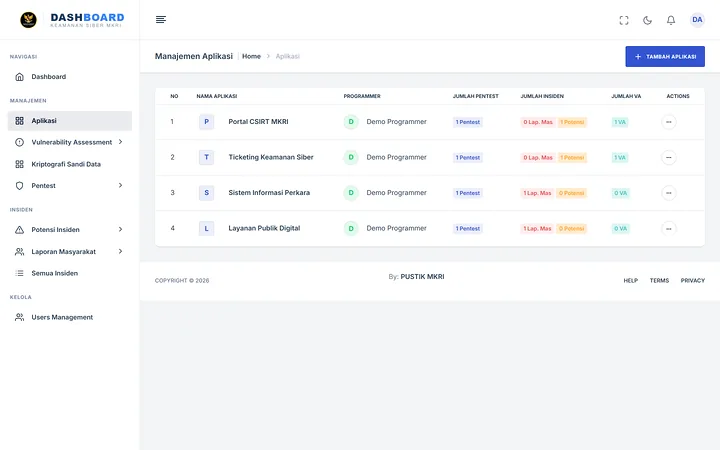 DASHBOARD
KEAMANAN SIBER MKRI
DA
NAVIGASI
Dashboard
MANAJEMEN
Aplikasi
Vulnerability Assessment
Kriptografi Sandi Data
Pentest
INSIDEN
Potensi Insiden
Laporan Masyarakat
Semua Insiden
KELOLA
Users Management
Manajemen Aplikasi Home Aplikasi
+ TAMBAH APLIKASI
NO NAMA APLIKASI PROGRAMMER JUMLAH PENTEST JUMLAH INSIDEN JUMLAH VA ACTIONS
1 P Portal CSIRT MKRI D Demo Programmer 1 Pentest 0 Lap. Mas 1 Potensi 1 VA
2 T Ticketing Keamanan Siber D Demo Programmer 1 Pentest 0 Lap. Mas 1 Potensi 1 VA
3 S Sistem Informasi Perkara D Demo Programmer 1 Pentest 1 Lap. Mas 0 Potensi 0 VA
4 L Layanan Publik Digital D Demo Programmer 1 Pentest 1 Lap. Mas 0 Potensi 0 VA
COPYRIGHT © 2026 By: PUSTIK MKRI HELP TERMS PRIVACY